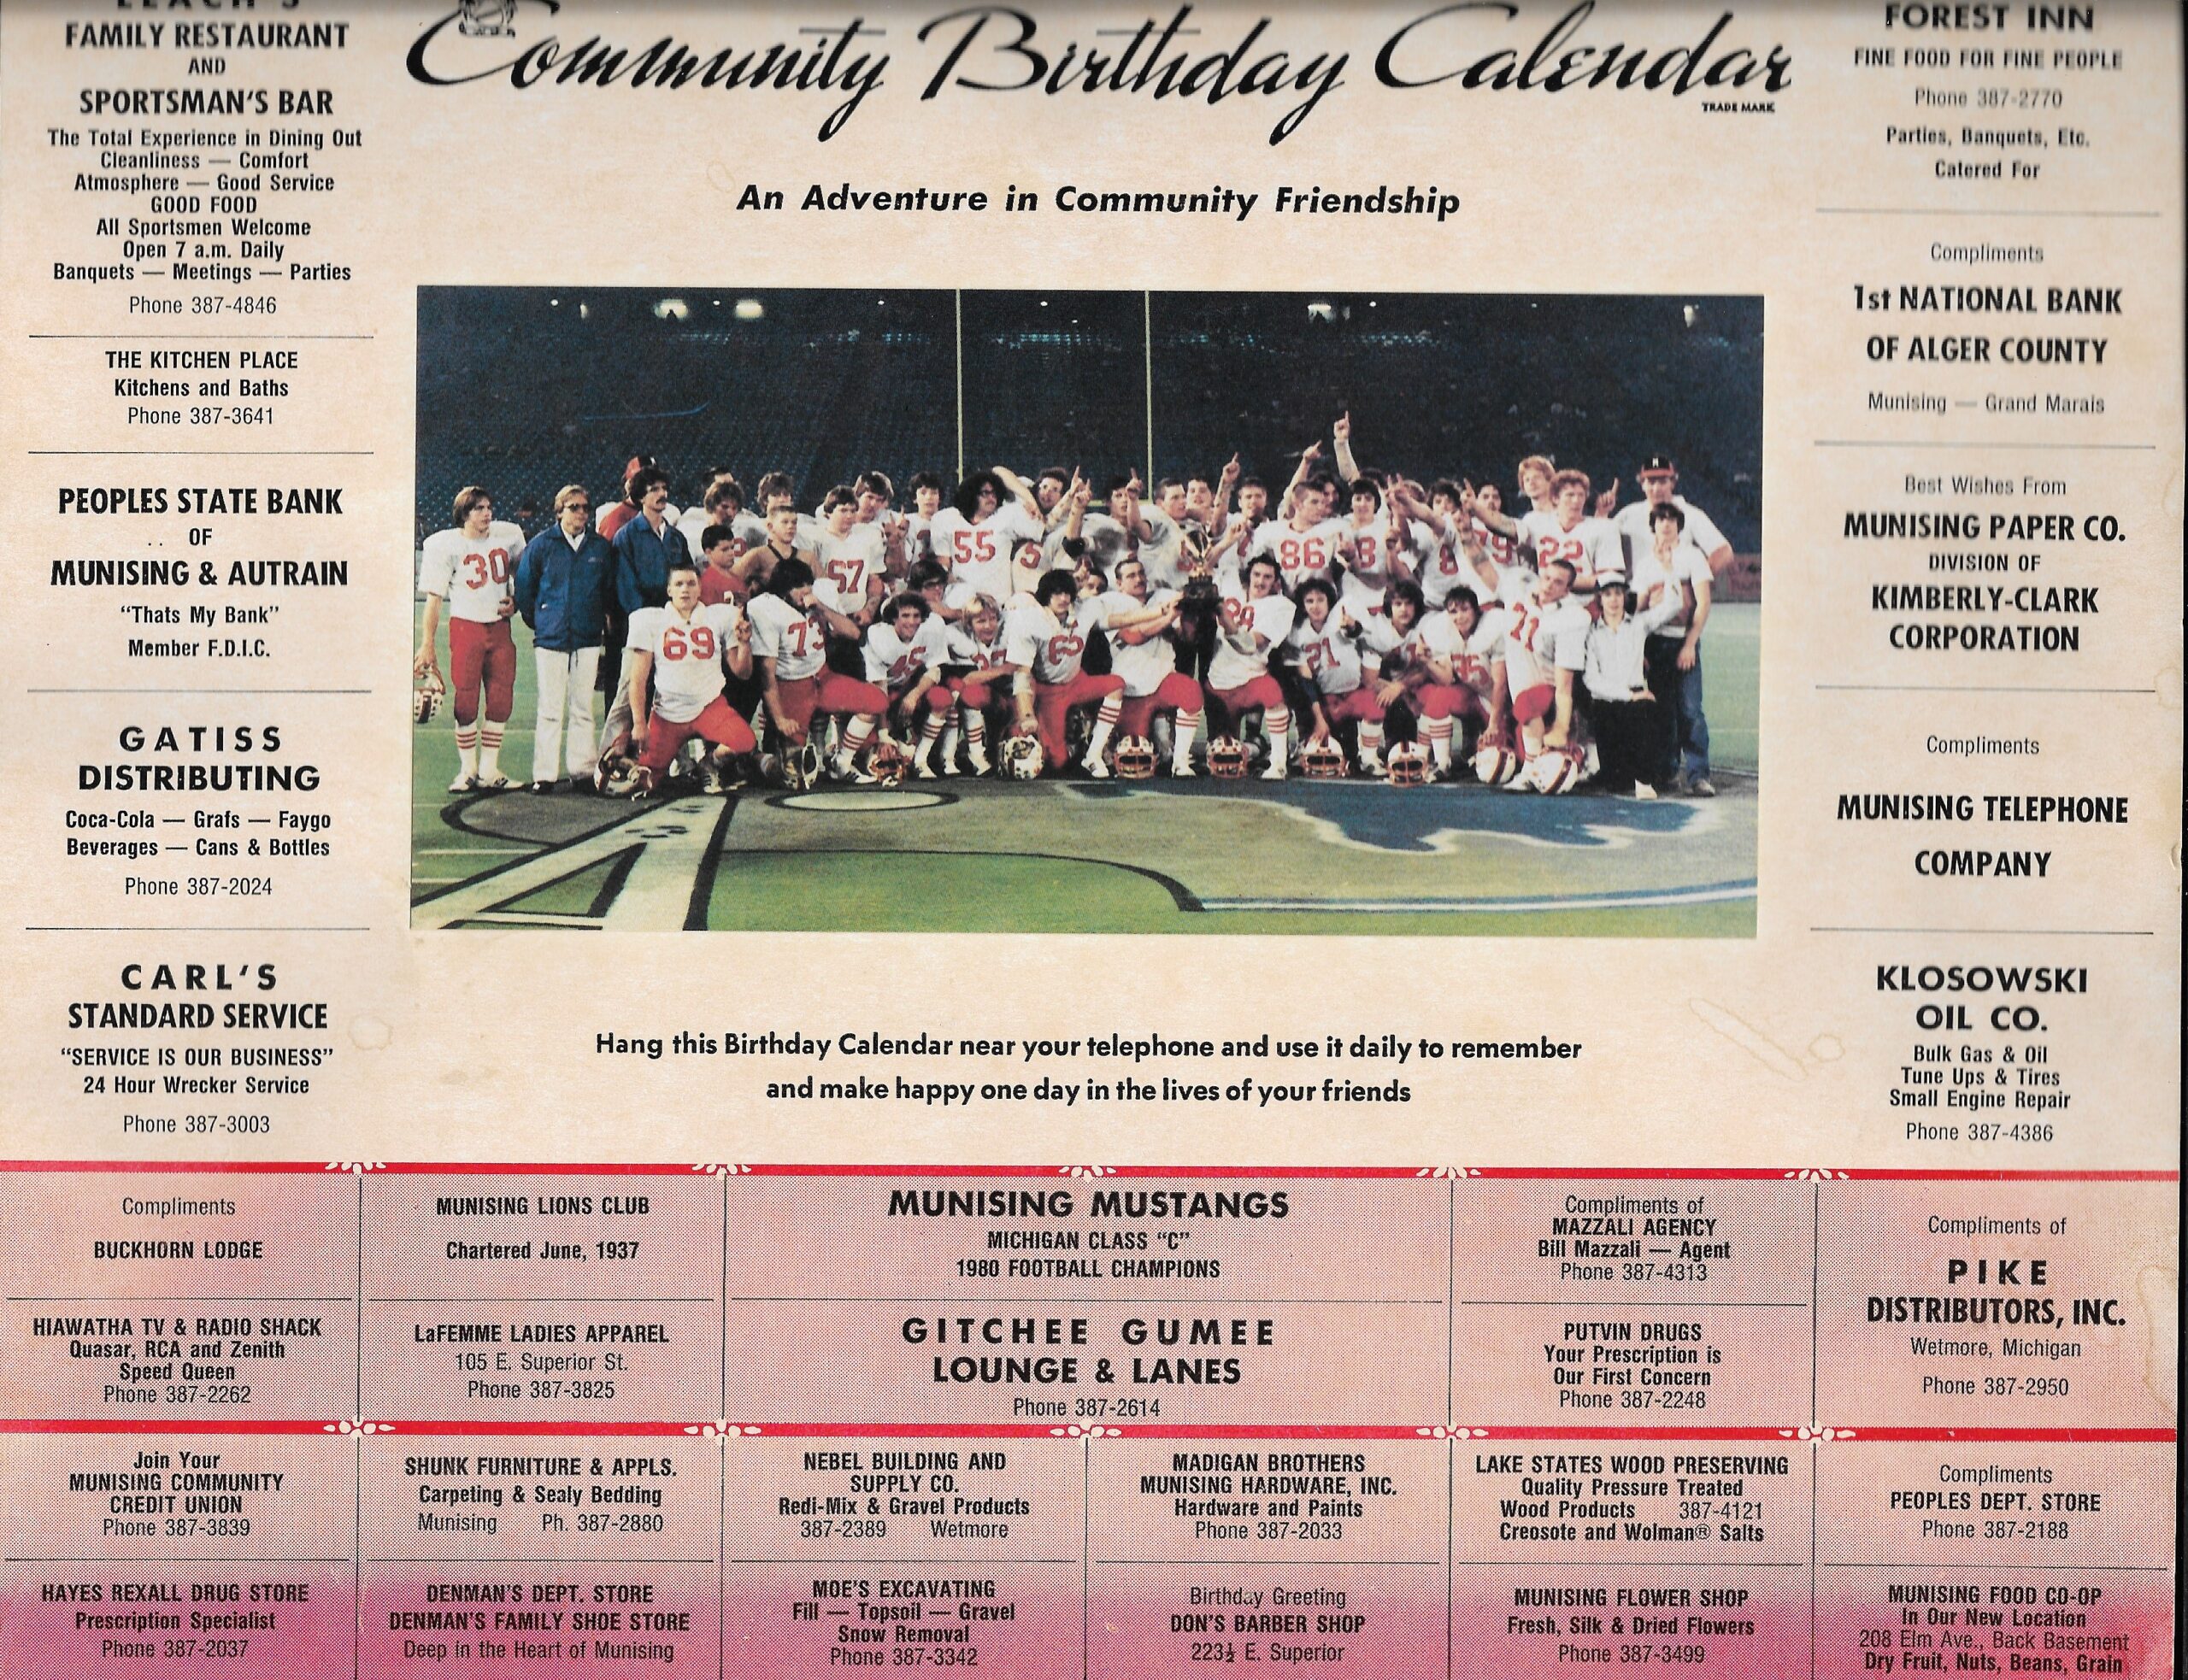 LEACH'S
FAMILY RESTAURANT
AND
SPORTSMAN'S BAR
The Total Experience in Dining Out
Cleanliness — Comfort
Atmosphere — Good Service
GOOD FOOD
All Sportsmen Welcome
Open 7 a.m. Daily
Banquets — Meetings — Parties
Phone 387-4846
THE KITCHEN PLACE
Kitchens and Baths
Phone 387-3641
PEOPLES STATE BANK
OF
MUNISING & AUTRAIN
"Thats My Bank"
Member F.D.I.C.
GATISS
DISTRIBUTING
Coca-Cola — Grafs — Faygo
Beverages — Cans & Bottles
Phone 387-2024
CARL'S
STANDARD SERVICE
"SERVICE IS OUR BUSINESS"
24 Hour Wrecker Service
Phone 387-3003
Community Birthday Calendar
TRADE MARK
An Adventure in Community Friendship
30
55
5
86
22
57
69
73
21
Hang this Birthday Calendar near your telephone and use it daily to remember
and make happy one day in the lives of your friends
FOREST INN
FINE FOOD FOR FINE PEOPLE
Phone 387-2770
Parties, Banquets, Etc.
Catered For
Compliments
1st NATIONAL BANK
OF ALGER COUNTY
Munising — Grand Marais
Best Wishes From
MUNISING PAPER CO.
DIVISION OF
KIMBERLY-CLARK
CORPORATION
Compliments
MUNISING TELEPHONE
COMPANY
KLOSOWSKI
OIL CO.
Bulk Gas & Oil
Tune Ups & Tires
Small Engine Repair
Phone 387-4386
Compliments
BUCKHORN LODGE
HIAWATHA TV & RADIO SHACK
Quasar, RCA and Zenith
Speed Queen
Phone 387-2262
MUNISING LIONS CLUB
Chartered June, 1937
LaFEMME LADIES APPAREL
105 E. Superior St.
Phone 387-3825
MUNISING MUSTANGS
MICHIGAN CLASS "C"
1980 FOOTBALL CHAMPIONS
GITCHEE GUMEE
LOUNGE & LANES
Phone 387-2614
Compliments of
MAZZALI AGENCY
Bill Mazzali — Agent
Phone 387-4313
PUTVIN DRUGS
Your Prescription is
Our First Concern
Phone 387-2248
Compliments of
PIKE
DISTRIBUTORS, INC.
Wetmore, Michigan
Phone 387-2950
Join Your
MUNISING COMMUNITY
CREDIT UNION
Phone 387-3839
SHUNK FURNITURE & APPLS.
Carpeting & Sealy Bedding
Munising Ph. 387-2880
NEBEL BUILDING AND
SUPPLY CO.
Redi-Mix & Gravel Products
387-2389 Wetmore
MADIGAN BROTHERS
MUNISING HARDWARE, INC.
Hardware and Paints
Phone 387-2033
LAKE STATES WOOD PRESERVING
Quality Pressure Treated
Wood Products 387-4121
Creosote and Wolman® Salts
Compliments
PEOPLES DEPT. STORE
Phone 387-2188
HAYES REXALL DRUG STORE
Prescription Specialist
Phone 387-2037
DENMAN'S DEPT. STORE
DENMAN'S FAMILY SHOE STORE
Deep in the Heart of Munising
MOE'S EXCAVATING
Fill — Topsoil — Gravel
Snow Removal
Phone 387-3342
Birthday Greeting
DON'S BARBER SHOP
223½ E. Superior
MUNISING FLOWER SHOP
Fresh, Silk & Dried Flowers
Phone 387-3499
MUNISING FOOD CO-OP
In Our New Location
208 Elm Ave., Back Basement
Dry Fruit, Nuts, Beans, Grain